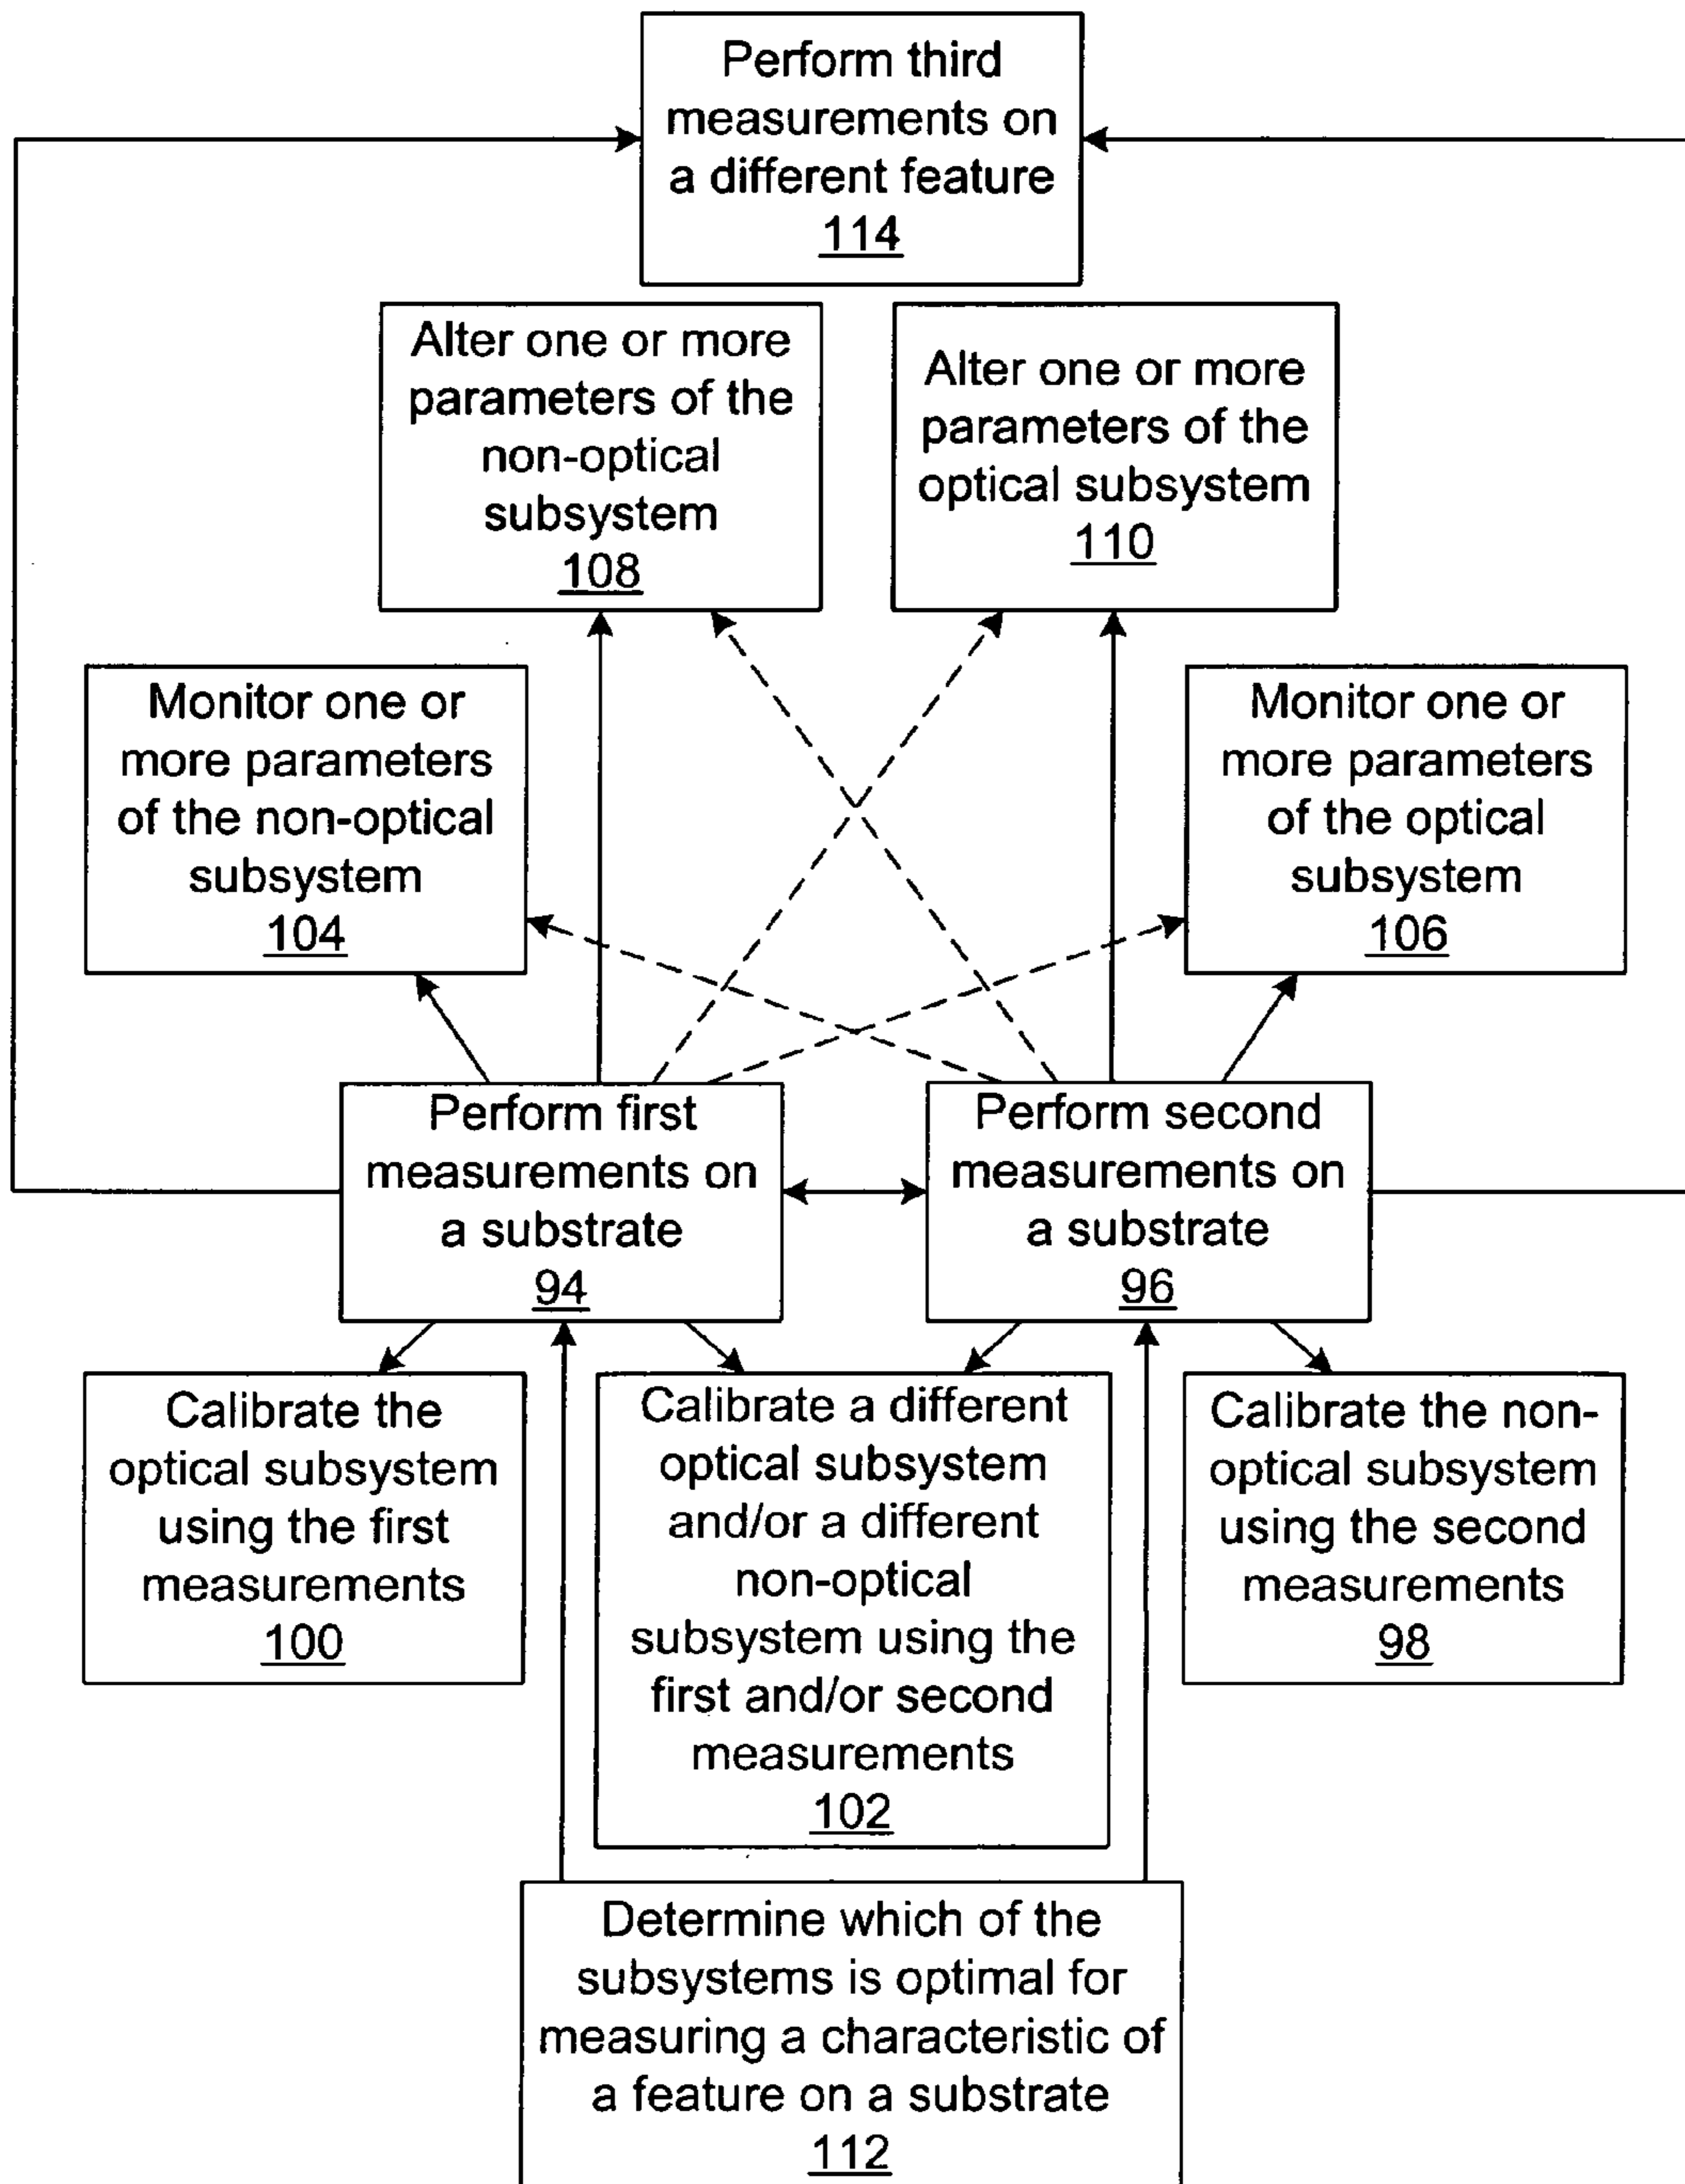 Perform third
measurements on
a different feature
114
Alter one or more
parameters of the
non-optical
subsystem
108
Alter one or more
parameters of the
optical subsystem
110
Monitor one or
more parameters
of the non-optical
subsystem
104
Monitor one or
more parameters
of the optical
subsystem
106
Perform first
measurements on
a substrate
94
Perform second
measurements on
a substrate
96
Calibrate the
optical subsystem
using the first
measurements
100
Calibrate a different
optical subsystem
and/or a different
non-optical
subsystem using the
first and/or second
measurements
102
Calibrate the non-
optical subsystem
using the second
measurements
98
Determine which of the
subsystems is optimal for
measuring a characteristic of
a feature on a substrate
112